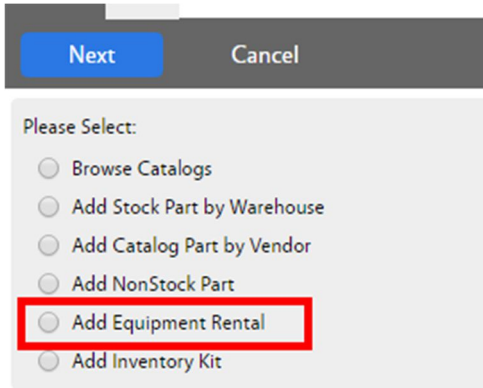 Next Cancel
Please Select:
Browse Catalogs
Add Stock Part by Warehouse
Add Catalog Part by Vendor
Add NonStock Part
Add Equipment Rental
Add Inventory Kit